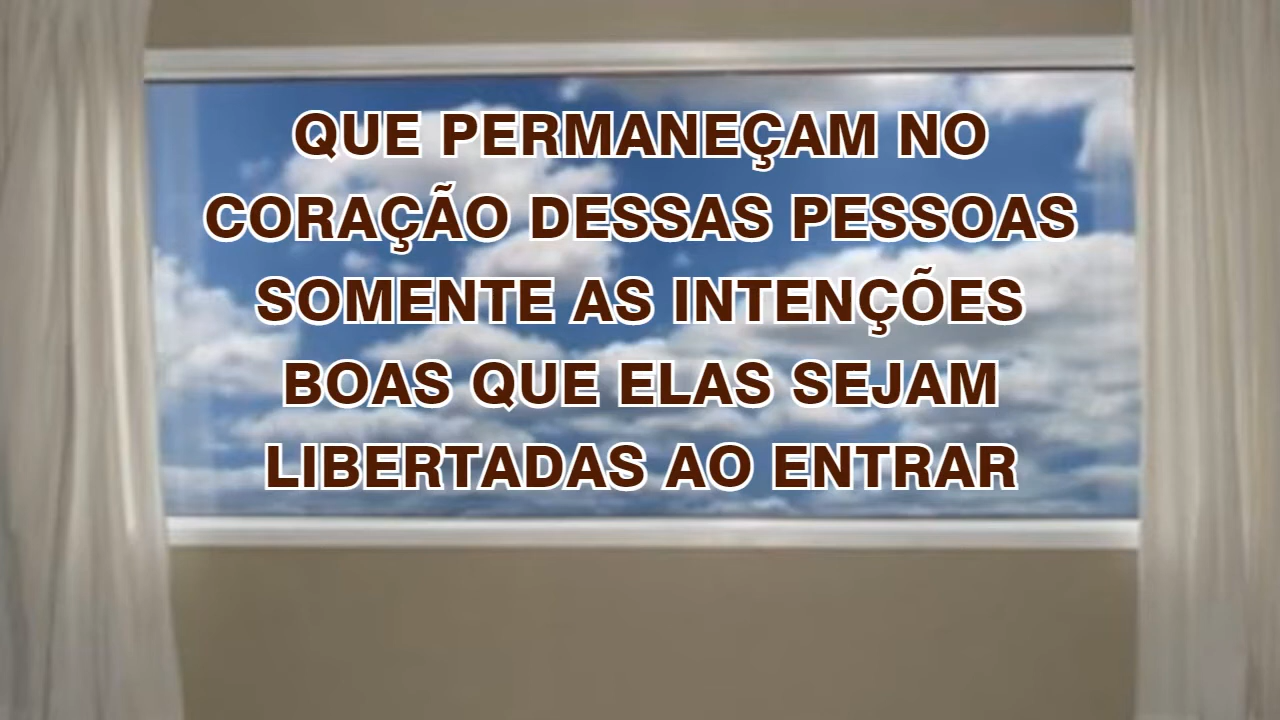 QUE PERMANEÇAM NO
CORAÇÃO DESSAS PESSOAS
SOMENTE AS INTENÇÕES
BOAS QUE ELAS SEJAM
LIBERTADAS AO ENTRAR